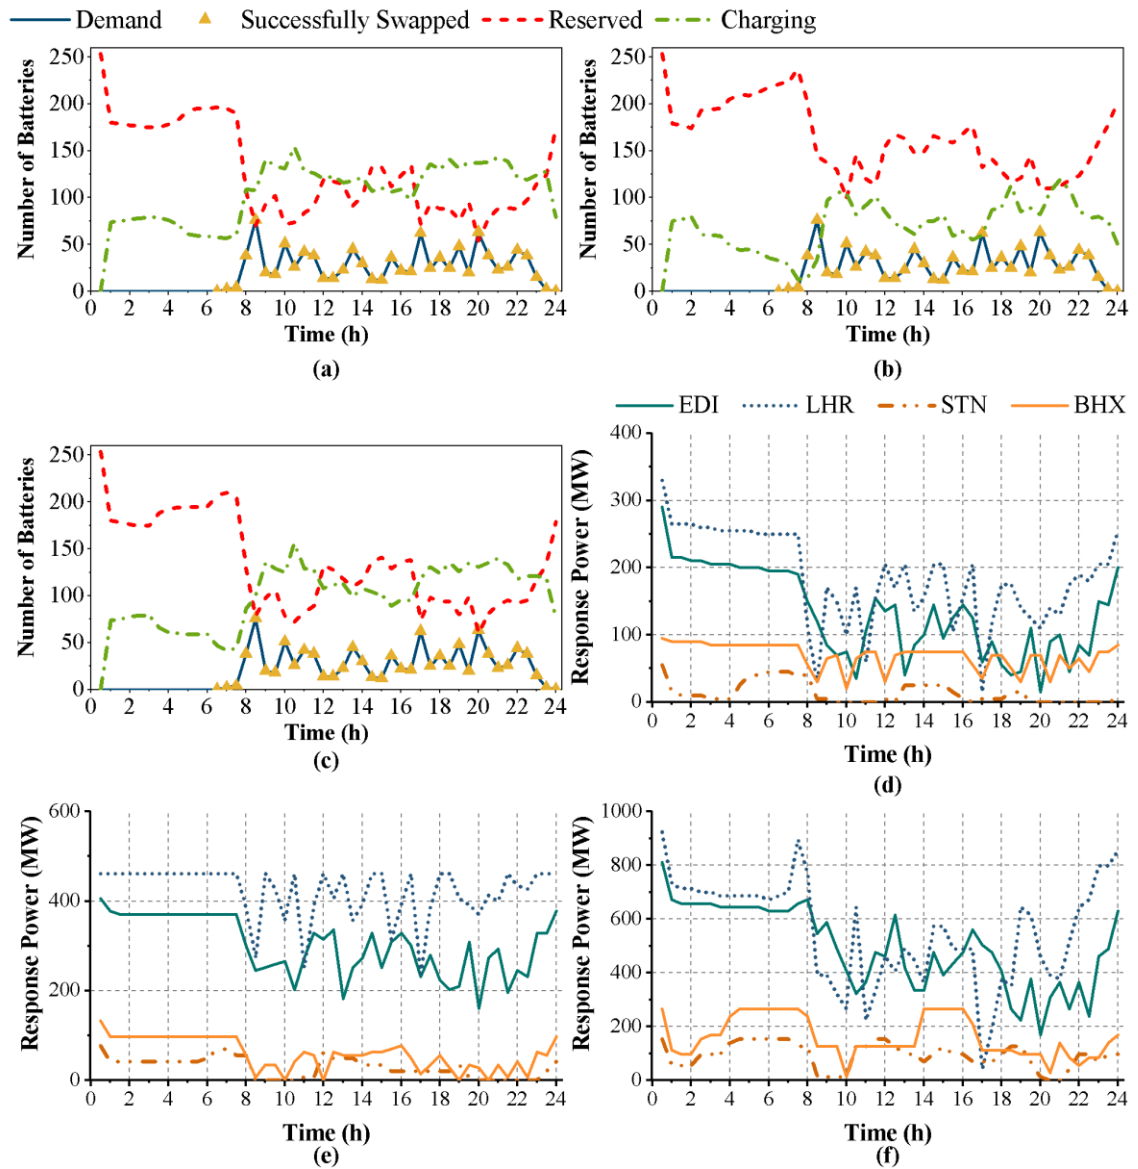 Demand Successfully Swapped Reserved Charging
Number of Batteries
250
200
150
100
50
0
0 2 4 6 8 10 12 14 16 18 20 22 24
Time (h)
(a)
Number of Batteries
250
200
150
100
50
0
0 2 4 6 8 10 12 14 16 18 20 22 24
Time (h)
(b)
Number of Batteries
250
200
150
100
50
0
0 2 4 6 8 10 12 14 16 18 20 22 24
Time (h)
(c)
EDI LHR STN BHX
Response Power (MW)
400
300
200
100
0
0 2 4 6 8 10 12 14 16 18 20 22 24
Time (h)
(d)
Response Power (MW)
600
400
200
0
0 2 4 6 8 10 12 14 16 18 20 22 24
Time (h)
(e)
Response Power (MW)
1000
800
600
400
200
0
0 2 4 6 8 10 12 14 16 18 20 22 24
Time (h)
(f)